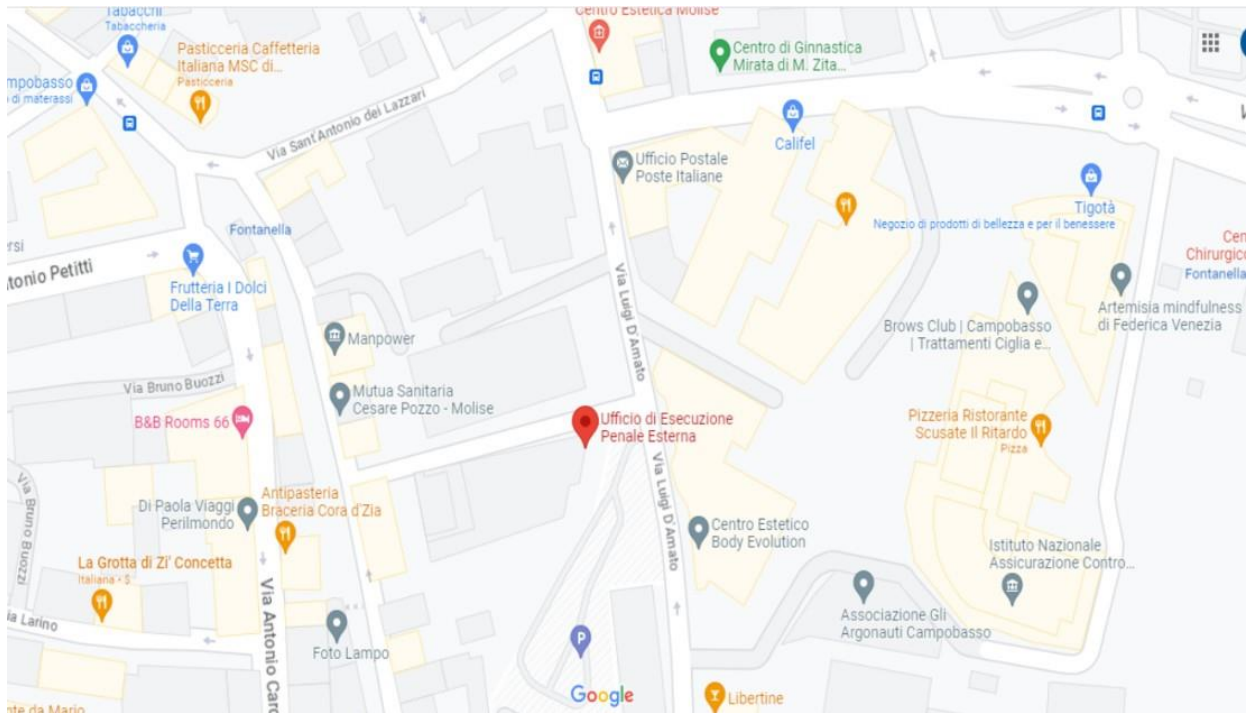 Tabacchi
Tabaccheria
Pasticceria Caffetteria
Italiana MSC di...
Pasticceria
Centro Estetica Molise
Centro di Ginnastica
Mirata di M. Zita...
mpobasso
o di materassi
Via Sant'Antonio dei Lazzari
Califel
Ufficio Postale
Poste Italiane
Tigotà
Negozio di prodotti di bellezza e per il benessere
Fontanella
ersi
tonio Petitti
Frutteria I Dolci
Della Terra
Via Luigi D'Amato
Cen
Chirurgico
Fontanella
Artemisia mindfulness
di Federica Venezia
Brows Club | Campobasso
| Trattamenti Ciglia e...
Manpower
Via Bruno Buozzi
Mutua Sanitaria
Cesare Pozzo - Molise
B&B Rooms 66
Ufficio di Esecuzione
Penale Esterna
Pizzeria Ristorante
Scusate Il Ritardo
Pizza
Via Bruno Buozzi
Di Paola Viaggi
Perilmondo
Antipasteria
Braceria Cora d'Zia
Via Luigi D'Amato
Centro Estetico
Body Evolution
Istituto Nazionale
Assicurazione Contro...
La Grotta di Zi' Concetta
Italiana • $
ia Larino
Via Antonio Card
Foto Lampo
Associazione Gli
Argonauti Campobasso
P
Google
Libertine
nte da Mario